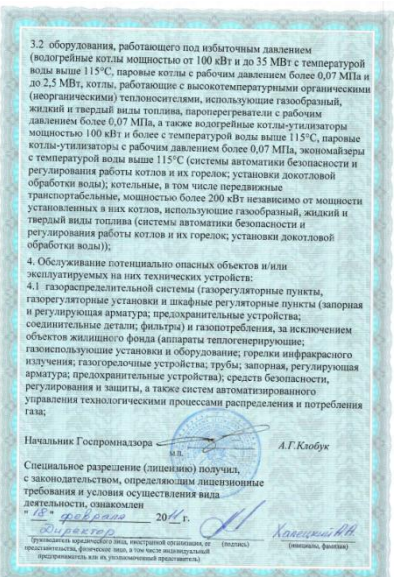 3.2 оборудования, работающего под избыточным давлением
(водогрейные котлы мощностью от 100 кВт и до 35 МВт с температурой
воды выше 115°С, паровые котлы с рабочим давлением более 0,07 МПа и
до 2,5 МВт, котлы, работающие с высокотемпературными органическими
(неорганическими) теплоносителями, использующие газообразный,
жидкий и твердый виды топлива, пароперегреватели с рабочим
давлением более 0,07 МПа, а также водогрейные котлы-утилизаторы
мощностью 100 кВт и более с температурой воды выше 115°С, паровые
котлы-утилизаторы с рабочим давлением более 0,07 МПа, экономайзеры
с температурой воды выше 115°С (системы автоматики безопасности и
регулирования работы котлов и их горелок; установки докотловой
обработки воды); котельные, в том числе передвижные
транспортабельные, мощностью более 200 кВт независимо от мощности
установленных в них котлов, использующие газообразный, жидкий и
твердый виды топлива (системы автоматики безопасности и
регулирования работы котлов и их горелок; установки докотловой
обработки воды));
4. Обслуживание потенциально опасных объектов и/или
эксплуатируемых на них технических устройств:
4.1 газораспределительной системы (газорегуляторные пункты,
газорегуляторные установки и шкафные регуляторные пункты (запорная
и регулирующая арматура; предохранительные устройства;
соединительные детали; фильтры) и газопотребления, за исключением
объектов жилищного фонда (аппараты теплогенерирующие;
газоиспользующие установки и оборудование; горелки инфракрасного
излучения; газогорелочные устройства; трубы; запорная, регулирующая
арматура; предохранительные устройства); средств безопасности,
регулирования и защиты, а также систем автоматизированного
управления технологическими процессами распределения и потребления
газа;
Начальник Госпромнадзора А.Г.Клобук
М.П.
Специальное разрешение (лицензию) получил,
с законодательством, определяющим лицензионные
требования и условия осуществления вида
деятельности, ознакомлен
"18" февраля 2011 г.
Директор Халецкий А.А.
(руководитель юридического лица, иностранной организации, ее (подпись) (инициалы, фамилия)
представительства, физическое лицо, в том числе индивидуальный
предприниматель или их уполномоченный представитель)